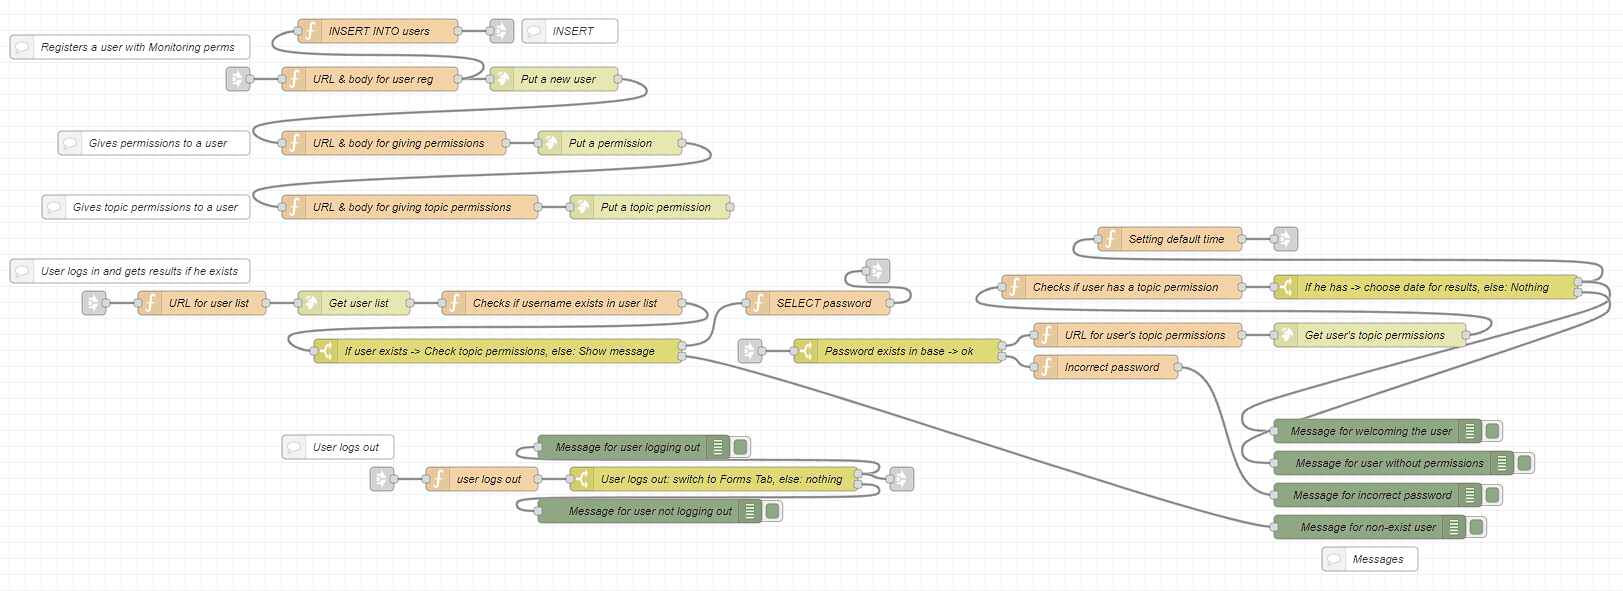 INSERT INTO users
INSERT
Registers a user with Monitoring perms
URL & body for user reg
Put a new user
Gives permissions to a user
URL & body for giving permissions
Put a permission
Gives topic permissions to a user
URL & body for giving topic permissions
Put a topic permission
Setting default time
User logs in and gets results if he exists
Checks if user has a topic permission
If he has -> choose date for results, else: Nothing
URL for user list
Get user list
Checks if username exists in user list
SELECT password
URL for user's topic permissions
Get user's topic permissions
If user exists -> Check topic permissions, else: Show message
Password exists in base -> ok
Incorrect password
Message for welcoming the user
User logs out
Message for user logging out
Message for user without permissions
user logs out
User logs out: switch to Forms Tab, else: nothing
Message for incorrect password
Message for user not logging out
Message for non-exist user
Messages